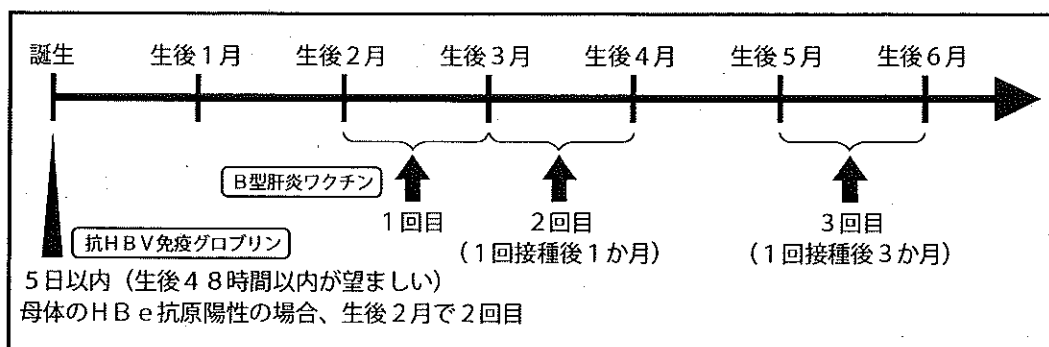 誕生 生後1月 生後2月 生後3月 生後4月 生後5月 生後6月
B型肝炎ワクチン
1回目 2回目 3回目
(1回接種後1か月) (1回接種後3か月)
抗HBV免疫グロブリン
5日以内(生後48時間以内が望ましい)
母体のHBe抗原陽性の場合、生後2月で2回目